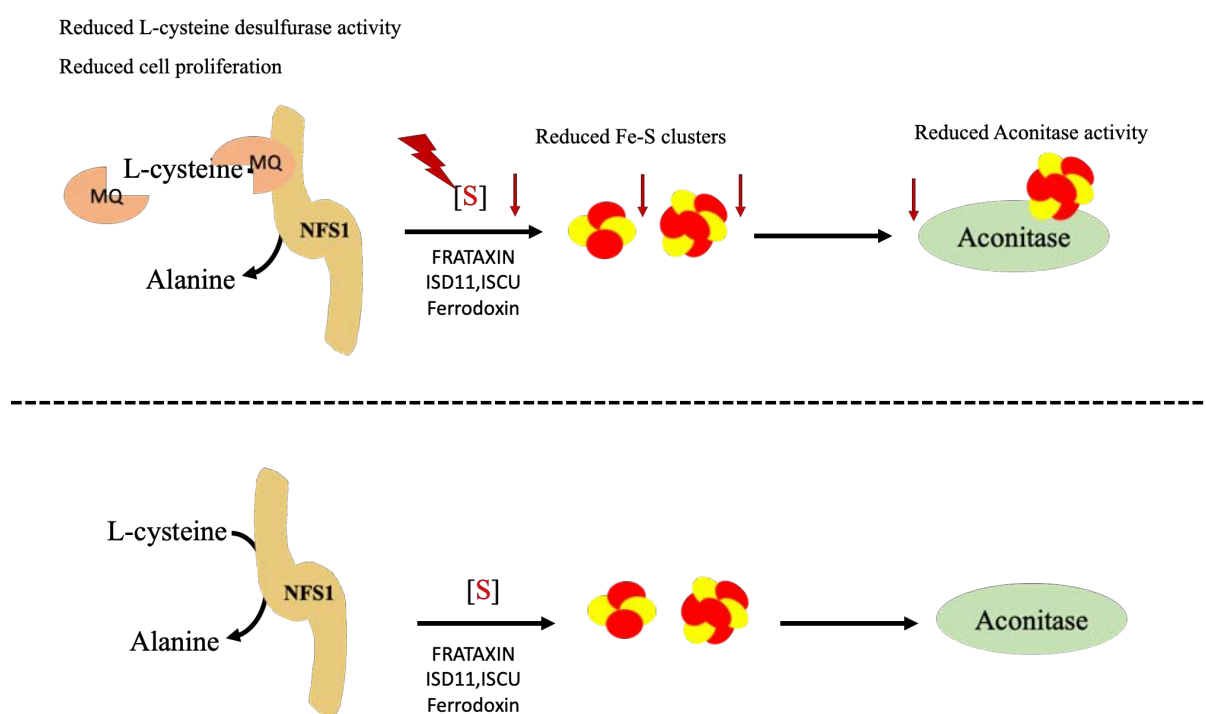 Reduced L-cysteine desulfurase activity
Reduced cell proliferation
Reduced Fe-S clusters
Reduced Aconitase activity
MQ
L-cysteine
MQ
[S]
NFS1
Aconitase
FRATAXIN
ISD11,ISCU
Ferrodoxin
Alanine
L-cysteine
NFS1
[S]
Aconitase
Alanine
FRATAXIN
ISD11,ISCU
Ferrodoxin